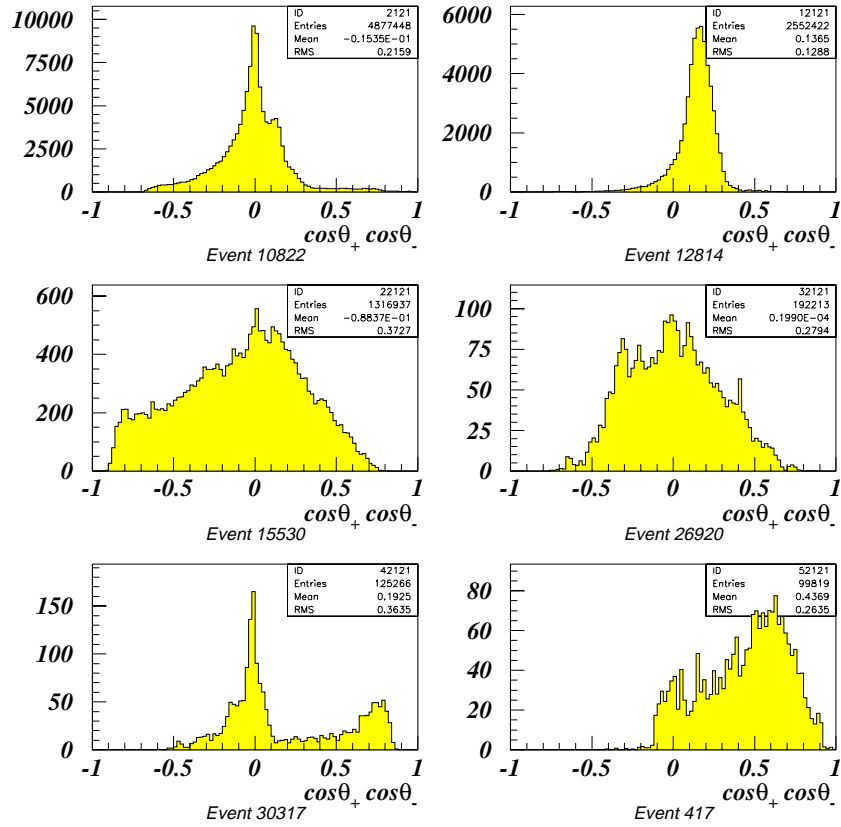 ID 2121
Entries 4877448
Mean -0.1535E-01
RMS 0.2159
10000
7500
5000
2500
0
-1 -0.5 0 0.5 1
cosθ+ cosθ-
Event 10822
ID 12121
Entries 2552422
Mean 0.1365
RMS 0.1288
6000
4000
2000
0
-1 -0.5 0 0.5 1
cosθ+ cosθ-
Event 12814
ID 22121
Entries 1316937
Mean -0.8837E-01
RMS 0.3727
600
400
200
0
-1 -0.5 0 0.5 1
cosθ+ cosθ-
Event 15530
ID 32121
Entries 192213
Mean 0.1990E-04
RMS 0.2794
100
75
50
25
0
-1 -0.5 0 0.5 1
cosθ+ cosθ-
Event 26920
ID 42121
Entries 125266
Mean 0.1925
RMS 0.3635
150
100
50
0
-1 -0.5 0 0.5 1
cosθ+ cosθ-
Event 30317
ID 52121
Entries 99819
Mean 0.4369
RMS 0.2635
80
60
40
20
0
-1 -0.5 0 0.5 1
cosθ+ cosθ-
Event 417